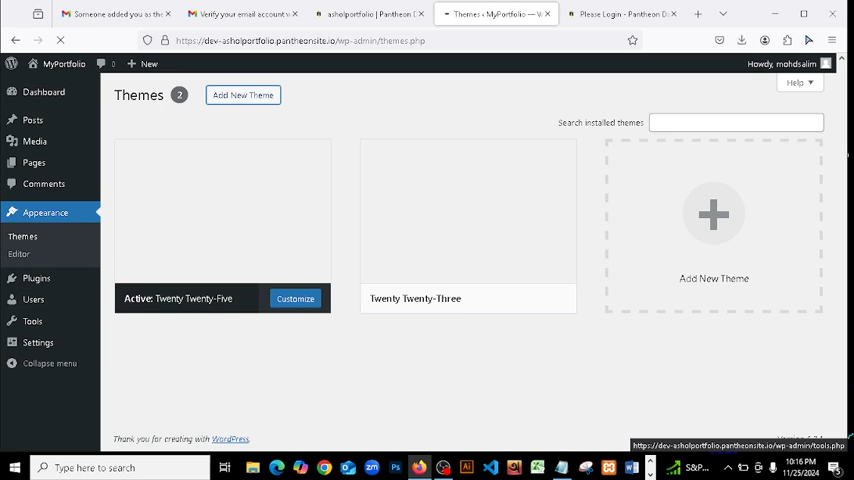 Someone added you as the
Verify your email account w
asholportfolio | Pantheon D
Themes ‹ MyPortfolio — W
Please Login - Pantheon D
https://dev-asholportfolio.pantheonsite.io/wp-admin/themes.php
MyPortfolio
0
New
Howdy, mohdsalim
Dashboard
Posts
Media
Pages
Comments
Appearance
Themes
Editor
Plugins
Users
Tools
Settings
Collapse menu
Help
Themes
2
Add New Theme
Search installed themes
Active: Twenty Twenty-Five
Customize
Twenty Twenty-Three
Add New Theme
Thank you for creating with WordPress.
https://dev-asholportfolio.pantheonsite.io/wp-admin/tools.php
Type here to search
zm
Ps
Ai
S&P...
10:16 PM
11/25/2024
5